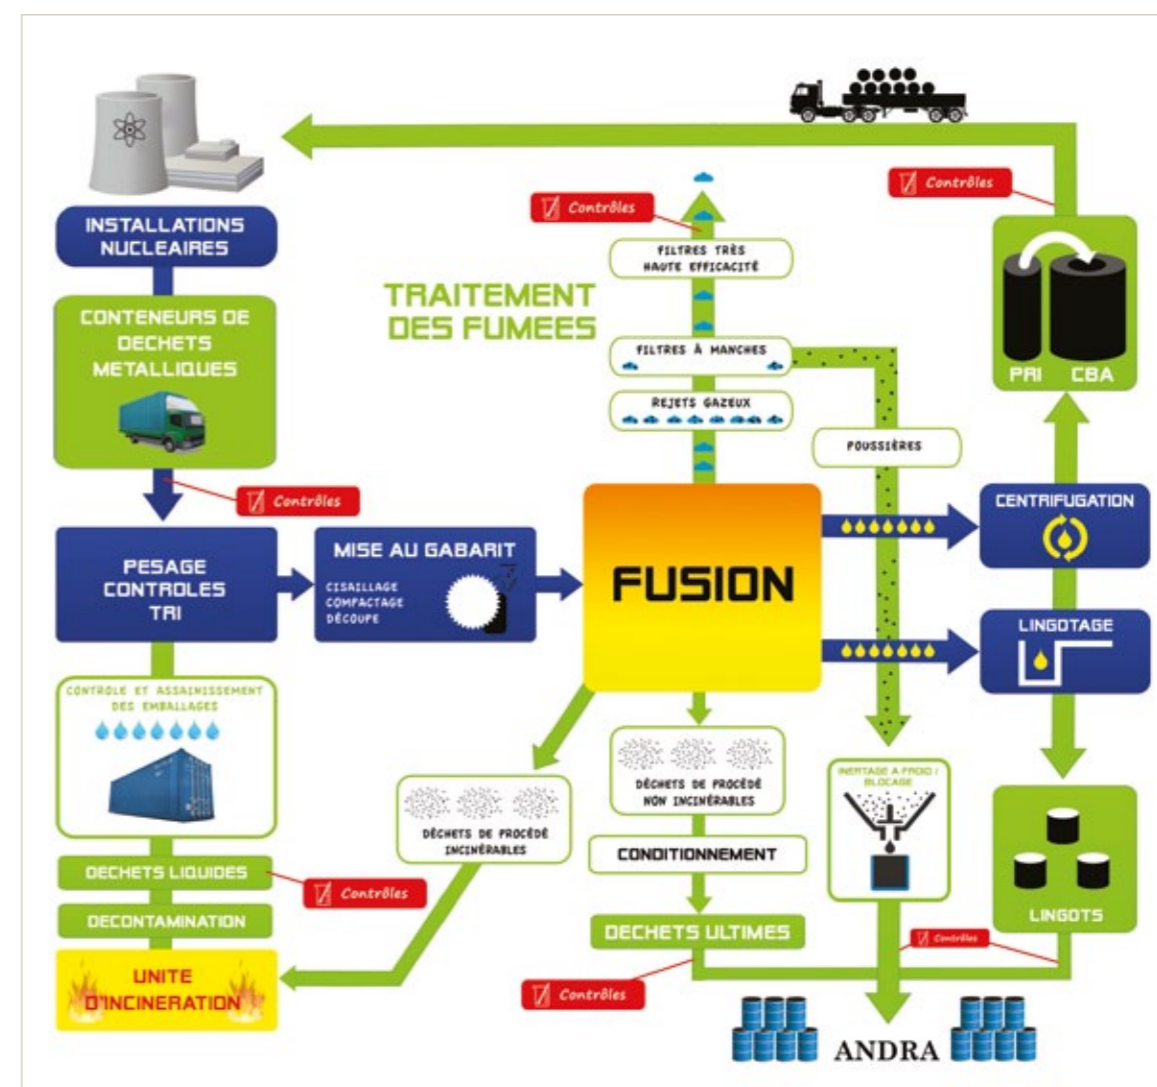 INSTALLATIONS
NUCLEAIRES
CONTENEURS DE
DECHETS
METALLIQUES
Contrôles
PESAGE
CONTROLES
TRI
MISE AU GABARIT
CISAILLAGE
COMPACTAGE
DÉCOUPE
CONTROLE ET ASSAINISSEMENT
DES EMBALLAGES
DECHETS LIQUIDES
Contrôles
DECONTAMINATION
UNITE
D'INCINERATION
TRAITEMENT
DES FUMEES
Contrôles
FILTRES TRÈS
HAUTE EFFICACITÉ
FILTRES À MANCHES
REJETS GAZEUX
POUSSIÈRES
FUSION
DÉCHETS DE PROCÉDÉ
INCINÉRABLES
DÉCHETS DE PROCÉDÉ
NON INCINÉRABLES
CONDITIONNEMENT
DECHETS ULTIMES
Contrôles
INERTAGE A FROID /
BLOCAGE
Contrôles
Contrôles
PRI CBA
CENTRIFUGATION
LINGOTAGE
LINGOTS
ANDRA